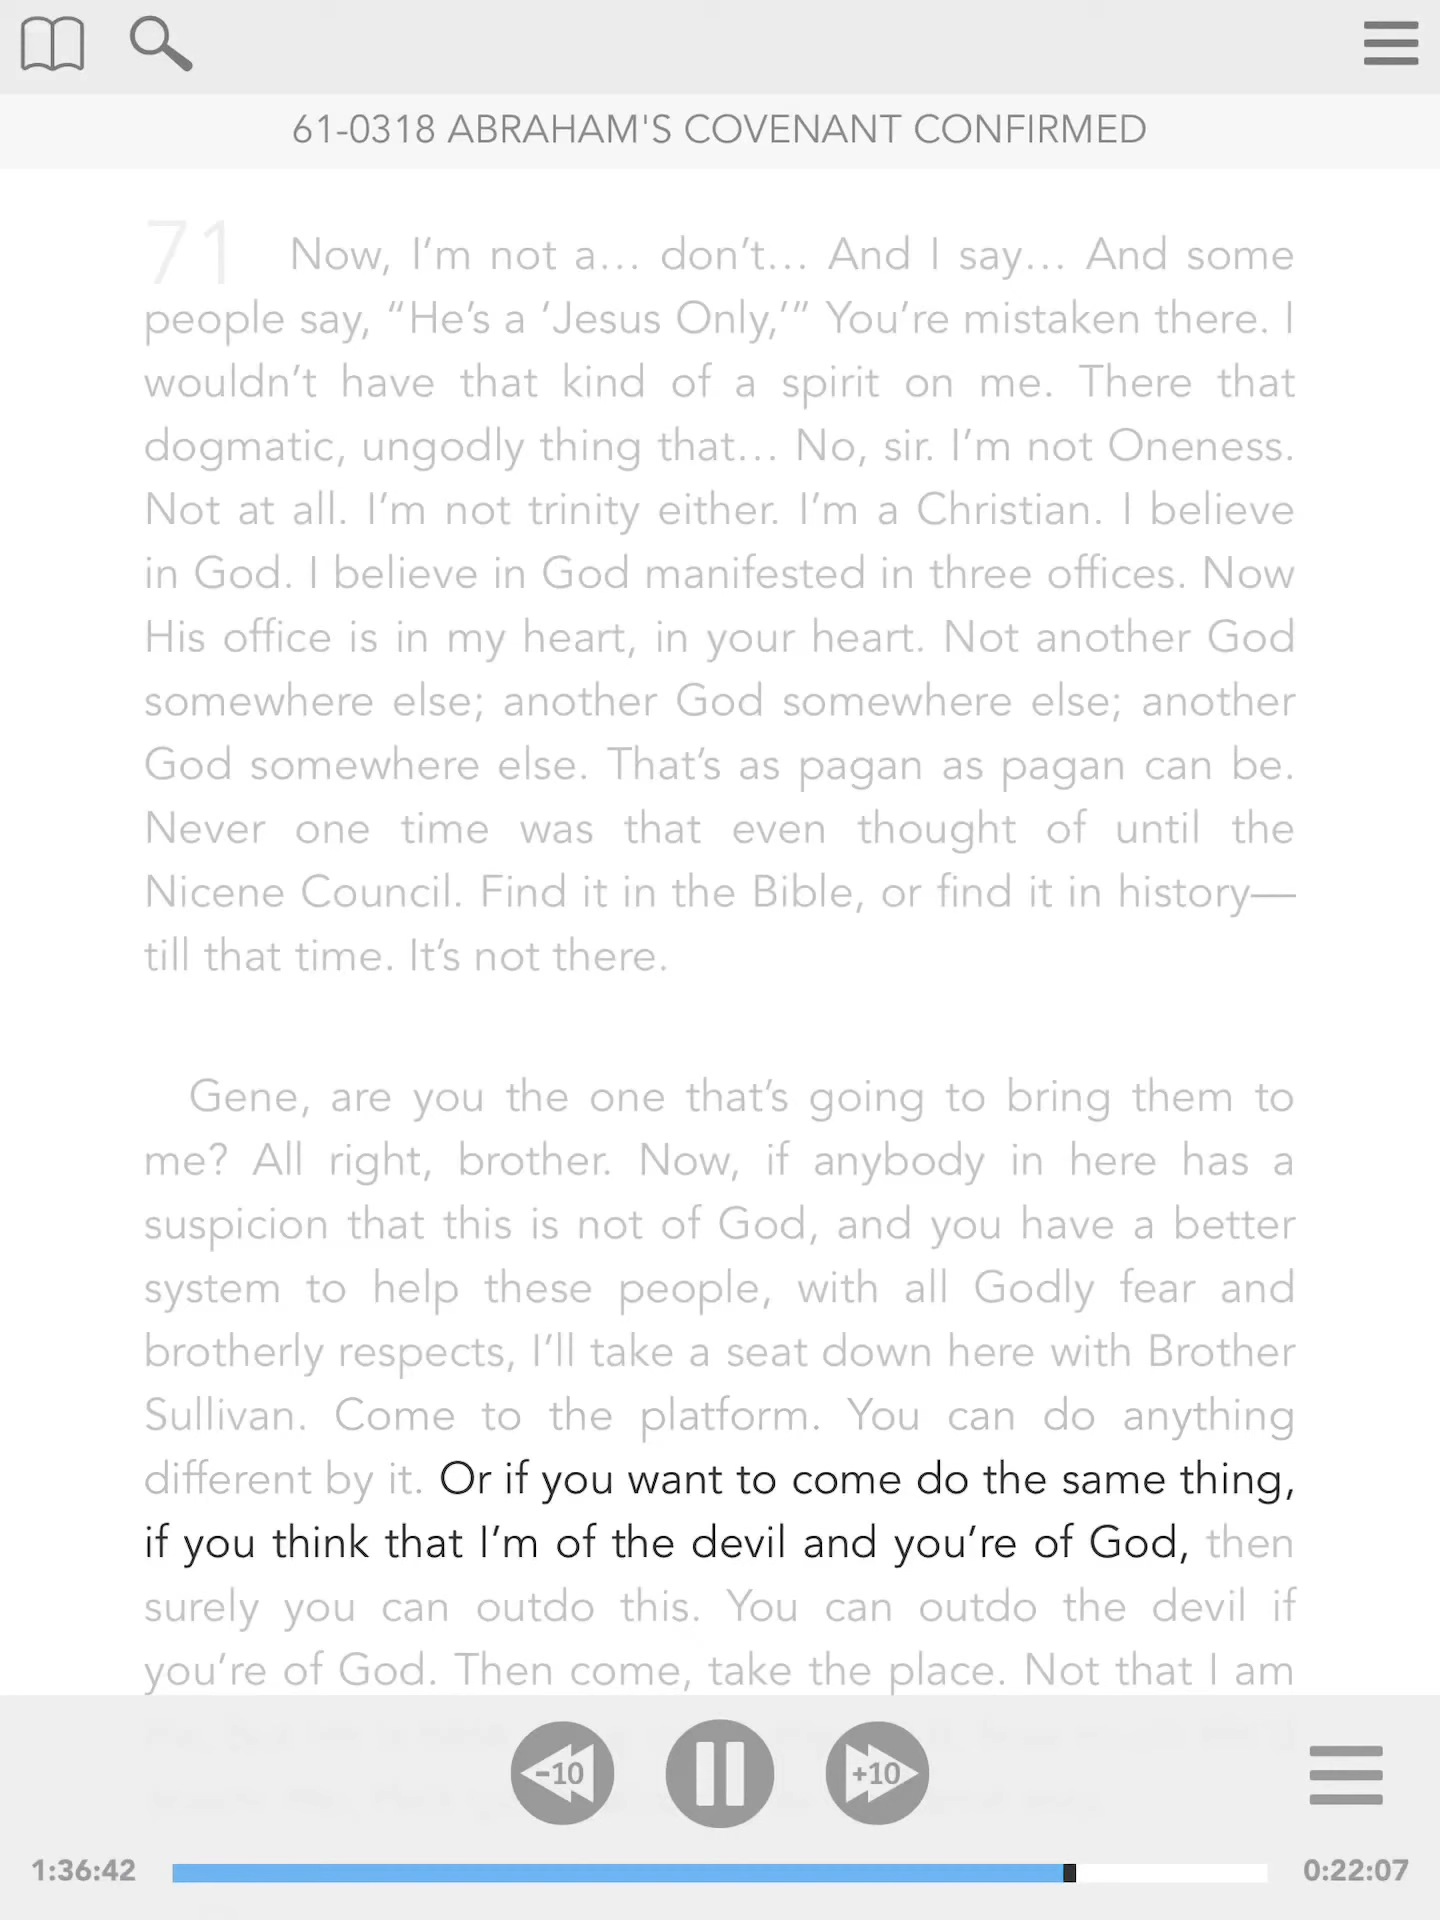 61-0318 ABRAHAM'S COVENANT CONFIRMED
71 Now, I’m not a… don’t… And I say… And some
people say, “He’s a ‘Jesus Only,’” You’re mistaken there. I
wouldn’t have that kind of a spirit on me. There that
dogmatic, ungodly thing that… No, sir. I’m not Oneness.
Not at all. I’m not trinity either. I’m a Christian. I believe
in God. I believe in God manifested in three offices. Now
His office is in my heart, in your heart. Not another God
somewhere else; another God somewhere else; another
God somewhere else. That’s as pagan as pagan can be.
Never one time was that even thought of until the
Nicene Council. Find it in the Bible, or find it in history—
till that time. It’s not there.
Gene, are you the one that’s going to bring them to
me? All right, brother. Now, if anybody in here has a
suspicion that this is not of God, and you have a better
system to help these people, with all Godly fear and
brotherly respects, I’ll take a seat down here with Brother
Sullivan. Come to the platform. You can do anything
different by it. Or if you want to come do the same thing,
if you think that I’m of the devil and you’re of God, then
surely you can outdo this. You can outdo the devil if
you’re of God. Then come, take the place. Not that I am
-10 +10
1:36:42 0:22:07